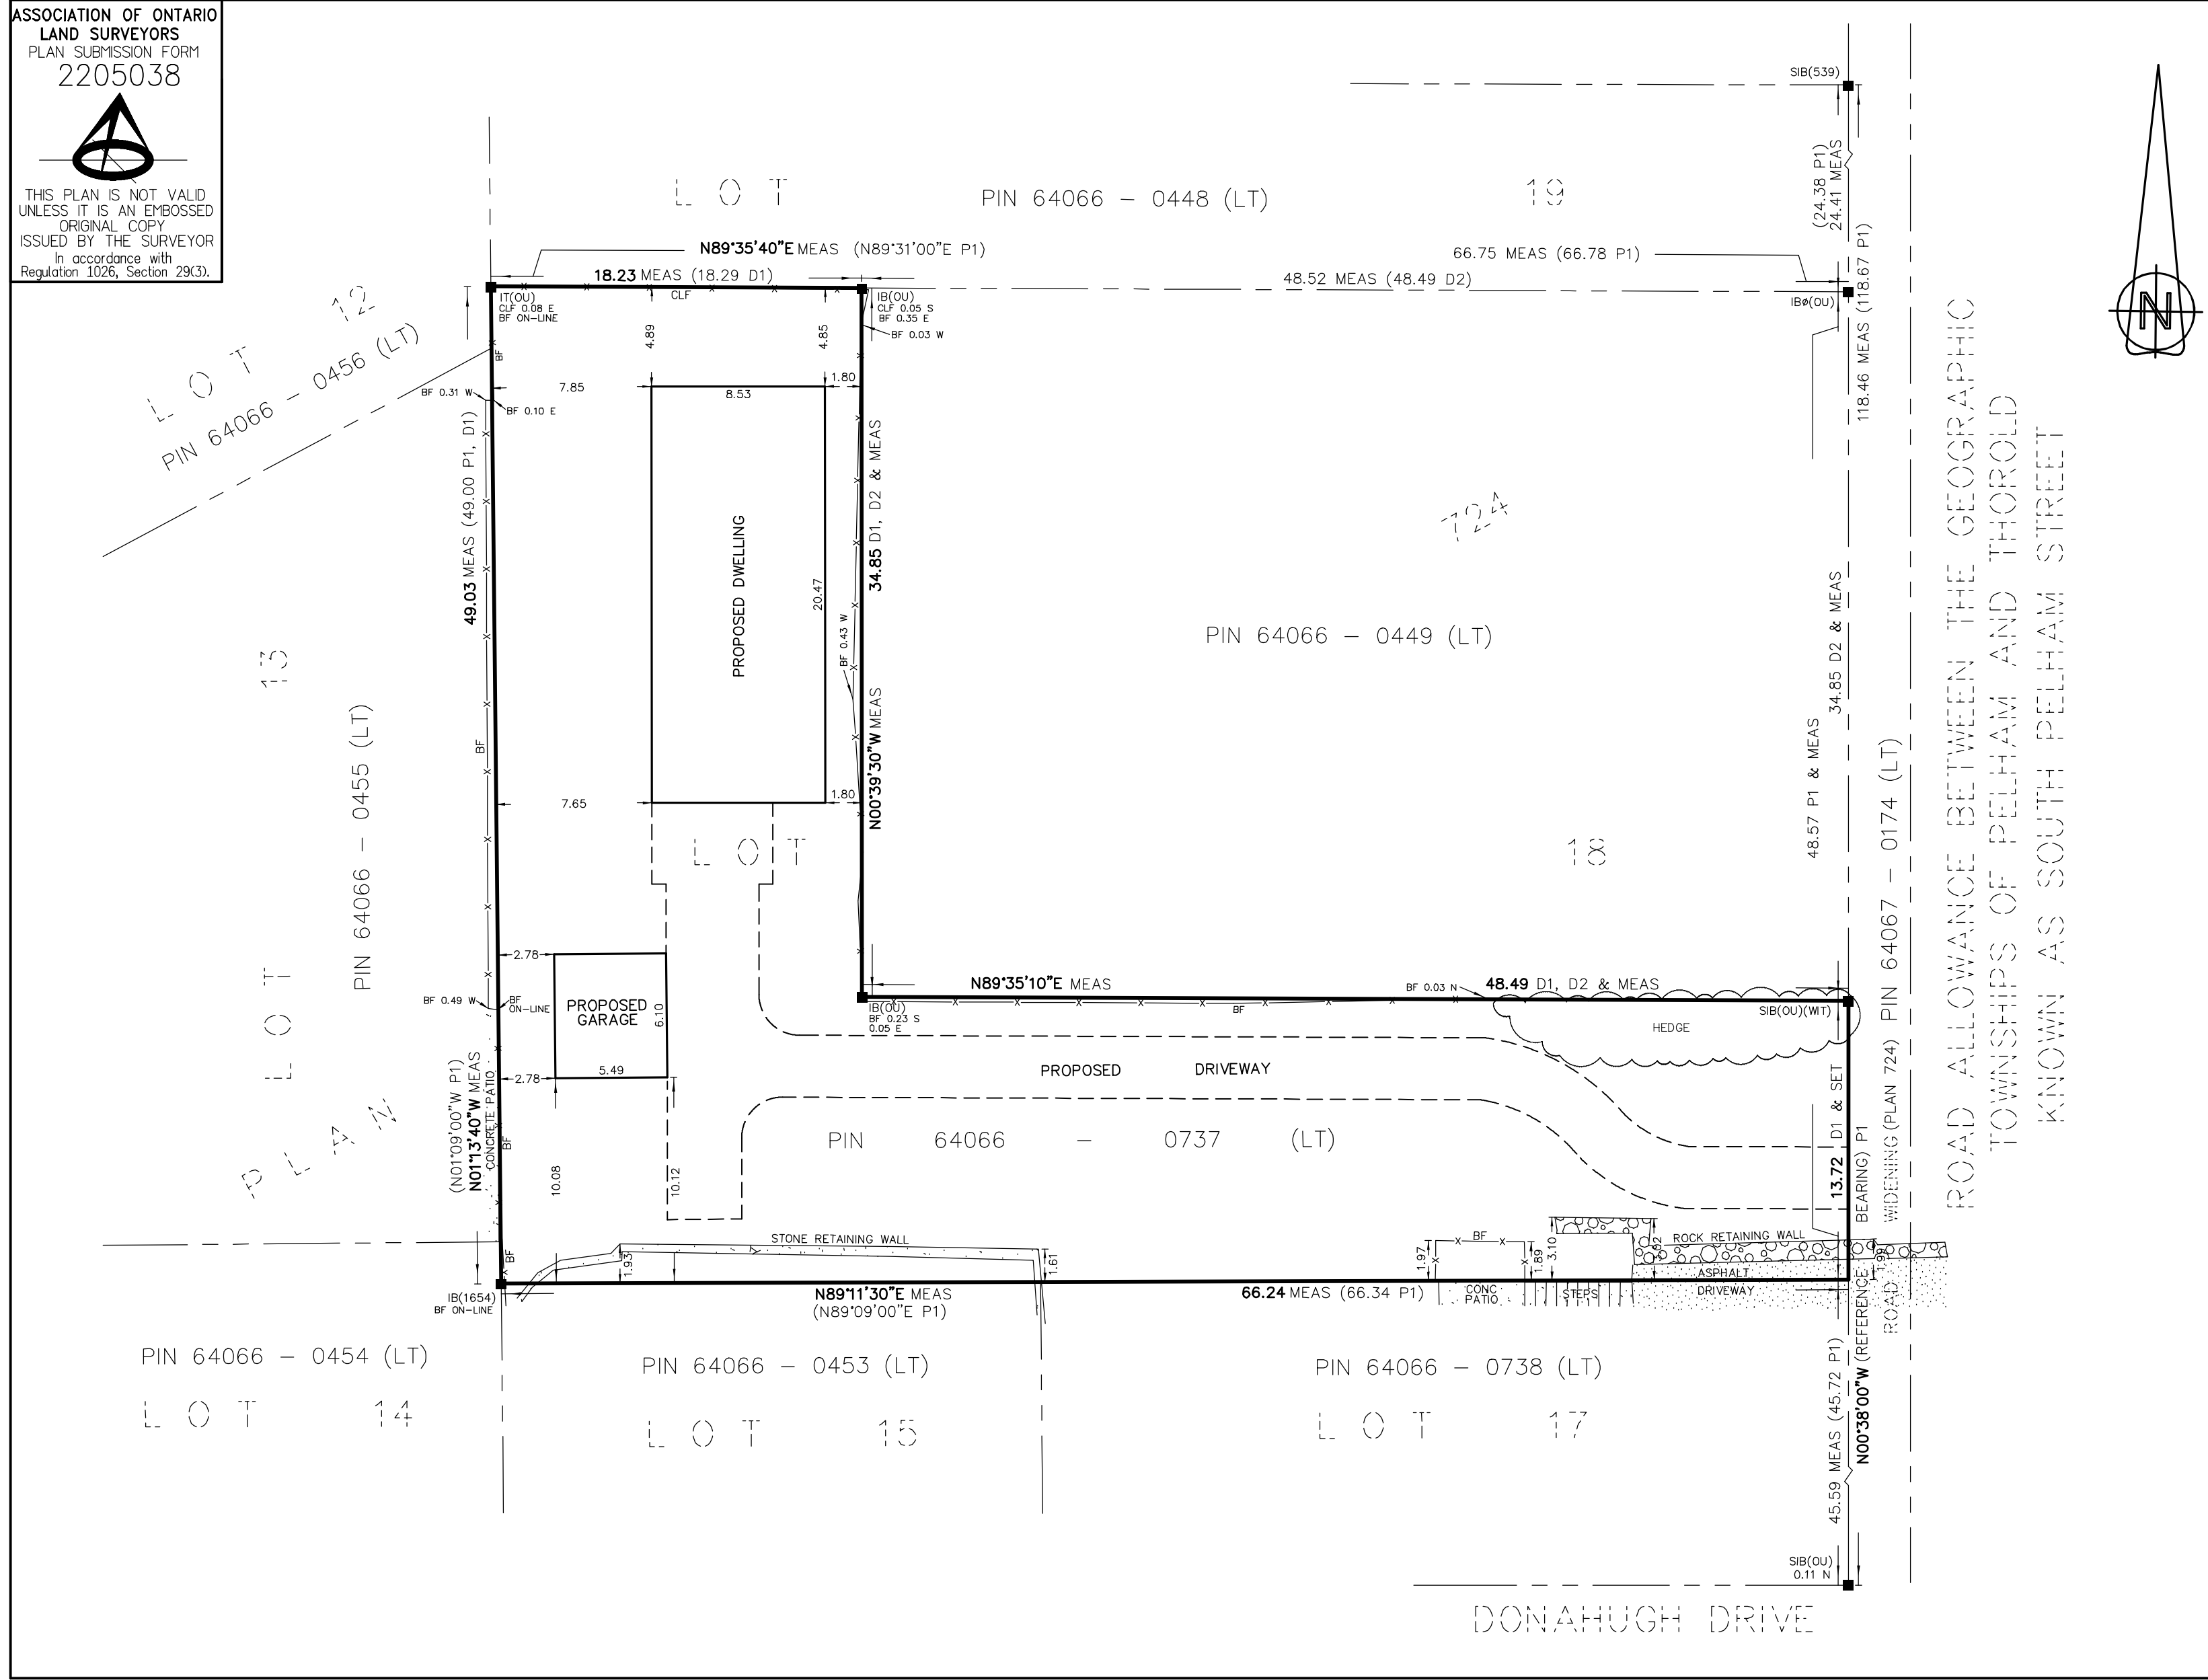 ASSOCIATION OF ONTARIO
LAND SURVEYORS
PLAN SUBMISSION FORM
2205038
THIS PLAN IS NOT VALID
UNLESS IT IS AN EMBOSSED
ORIGINAL COPY
ISSUED BY THE SURVEYOR
In accordance with
Regulation 1026, Section 29(3).
SIB(539)
(24.38 P1)
24.41 MEAS
118.46 MEAS (118.67 P1)
N
LOT 19
PIN 64066 - 0448 (LT)
N89°35'40"E MEAS (N89°31'00"E P1)
18.23 MEAS (18.29 D1)
66.75 MEAS (66.78 P1)
48.52 MEAS (48.49 D2)
IBø(OU)
CLF
IT(OU)
CLF 0.08 E
BF ON-LINE
IB(OU)
CLF 0.05 S
BF 0.35 E
BF 0.03 W
LOT 12
PIN 64066 - 0456 (LT)
BF
BF 0.31 W
BF 0.10 E
4.89
4.85
7.85
8.53
1.80
49.03 MEAS (49.00 P1, D1)
34.85 D1, D2 & MEAS
N00°39'30"W MEAS
PROPOSED DWELLING
20.47
BF 0.43 W
7.65
1.80
724
PIN 64066 - 0449 (LT)
34.85 D2 & MEAS
48.57 P1 & MEAS
PIN 64067 - 0174 (LT)
ROAD ALLOWANCE BETWEEN THE GEOGRAPHIC
TOWNSHIPS OF PELHAM AND THOROLD
KNOWN AS SOUTH PELHAM STREET
LOT 13
PIN 64066 - 0455 (LT)
BF
LOT 18
PLAN
2.78
BF 0.49 W
BF
ON-LINE
PROPOSED
GARAGE
6.10
5.49
2.78
IB(OU)
BF 0.23 S
0.05 E
N89°35'10"E MEAS
48.49 D1, D2 & MEAS
BF 0.03 N
BF
SIB(OU)(WIT)
HEDGE
PROPOSED DRIVEWAY
PIN 64066 - 0737 (LT)
(N01°09'00"W P1)
N01°13'40"W MEAS
CONCRETE PATIO
BF
10.08
10.12
13.72 D1 & SET
N00°38'00"W (REFERENCE BEARING) P1
ROAD WIDENING (PLAN 724)
STONE RETAINING WALL
1.93
1.61
BF
1.97
1.89
3.10
ROCK RETAINING WALL
1.99
ASPHALT
DRIVEWAY
CONC
PATIO
STEPS
BF
IB(1654)
BF ON-LINE
N89°11'30"E MEAS
(N89°09'00"E P1)
66.24 MEAS (66.34 P1)
PIN 64066 - 0454 (LT)
LOT 14
PIN 64066 - 0453 (LT)
LOT 15
PIN 64066 - 0738 (LT)
LOT 17
45.59 MEAS (45.72 P1)
SIB(OU)
0.11 N
DONAHUGH DRIVE